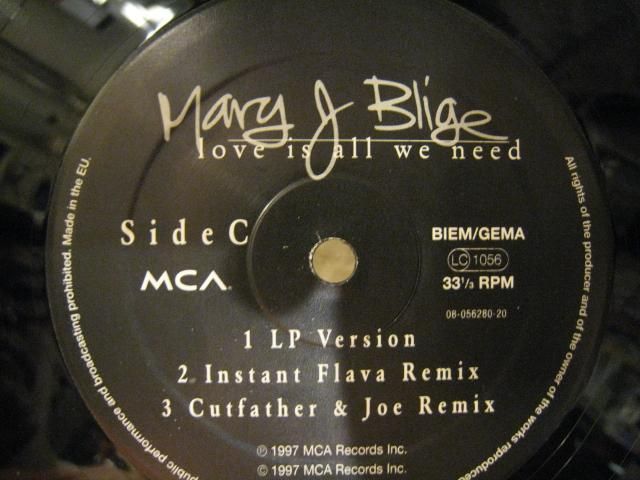 Mary J Blige
love is all we need
Side C
MCA
BIEM/GEMA
LC 1056
33 1/3 RPM
08-056280-20
1 LP Version
2 Instant Flava Remix
3 Cutfather & Joe Remix
℗ 1997 MCA Records Inc.
© 1997 MCA Records Inc.
All rights of the producer and of the owner of the works reproduced
public performance and broadcasting prohibited. Made in the EU.